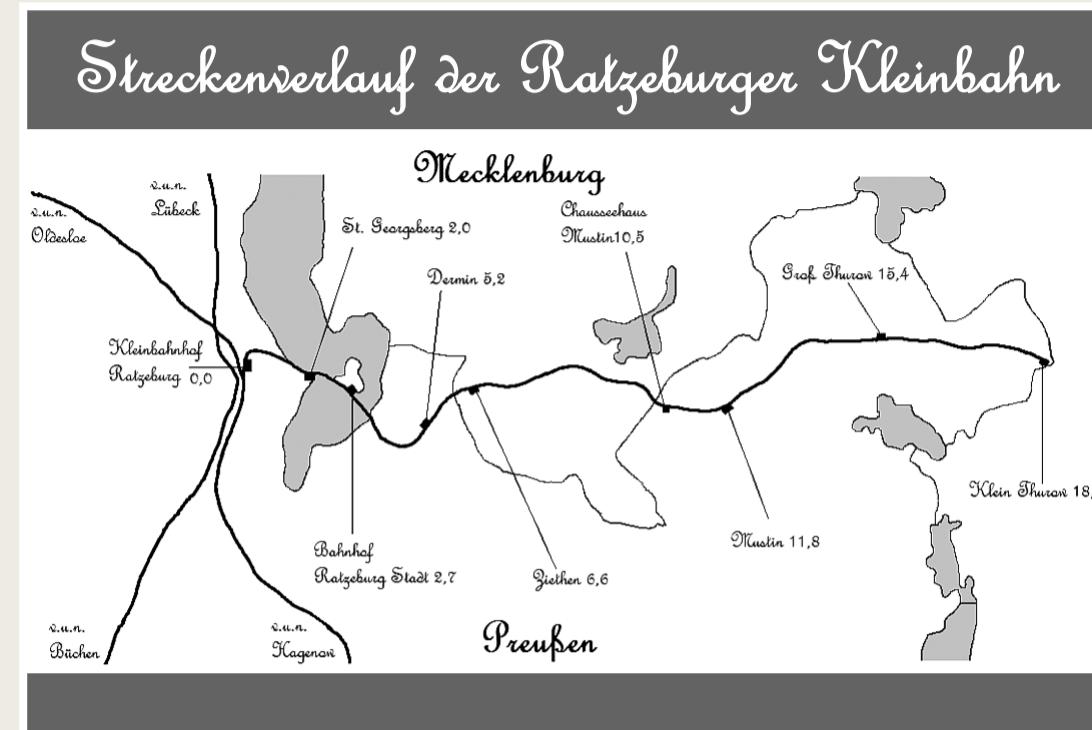 Streckenverlauf der Ratzeburger Kleinbahn
Mecklenburg
v.u.n.
Lübeck
v.u.n.
Oldesloe
St. Georgsberg 2,0
Chausseehaus
Mustin10,5
Dermin 5,2
Groß Thurow 15,4
Kleinbahnhof
Ratzeburg 0,0
Klein Thurow 18,
Mustin 11,8
Bahnhof
Ratzeburg Stadt 2,7
Ziethen 6,6
v.u.n.
Büchen
v.u.n.
Hagenow
Preußen